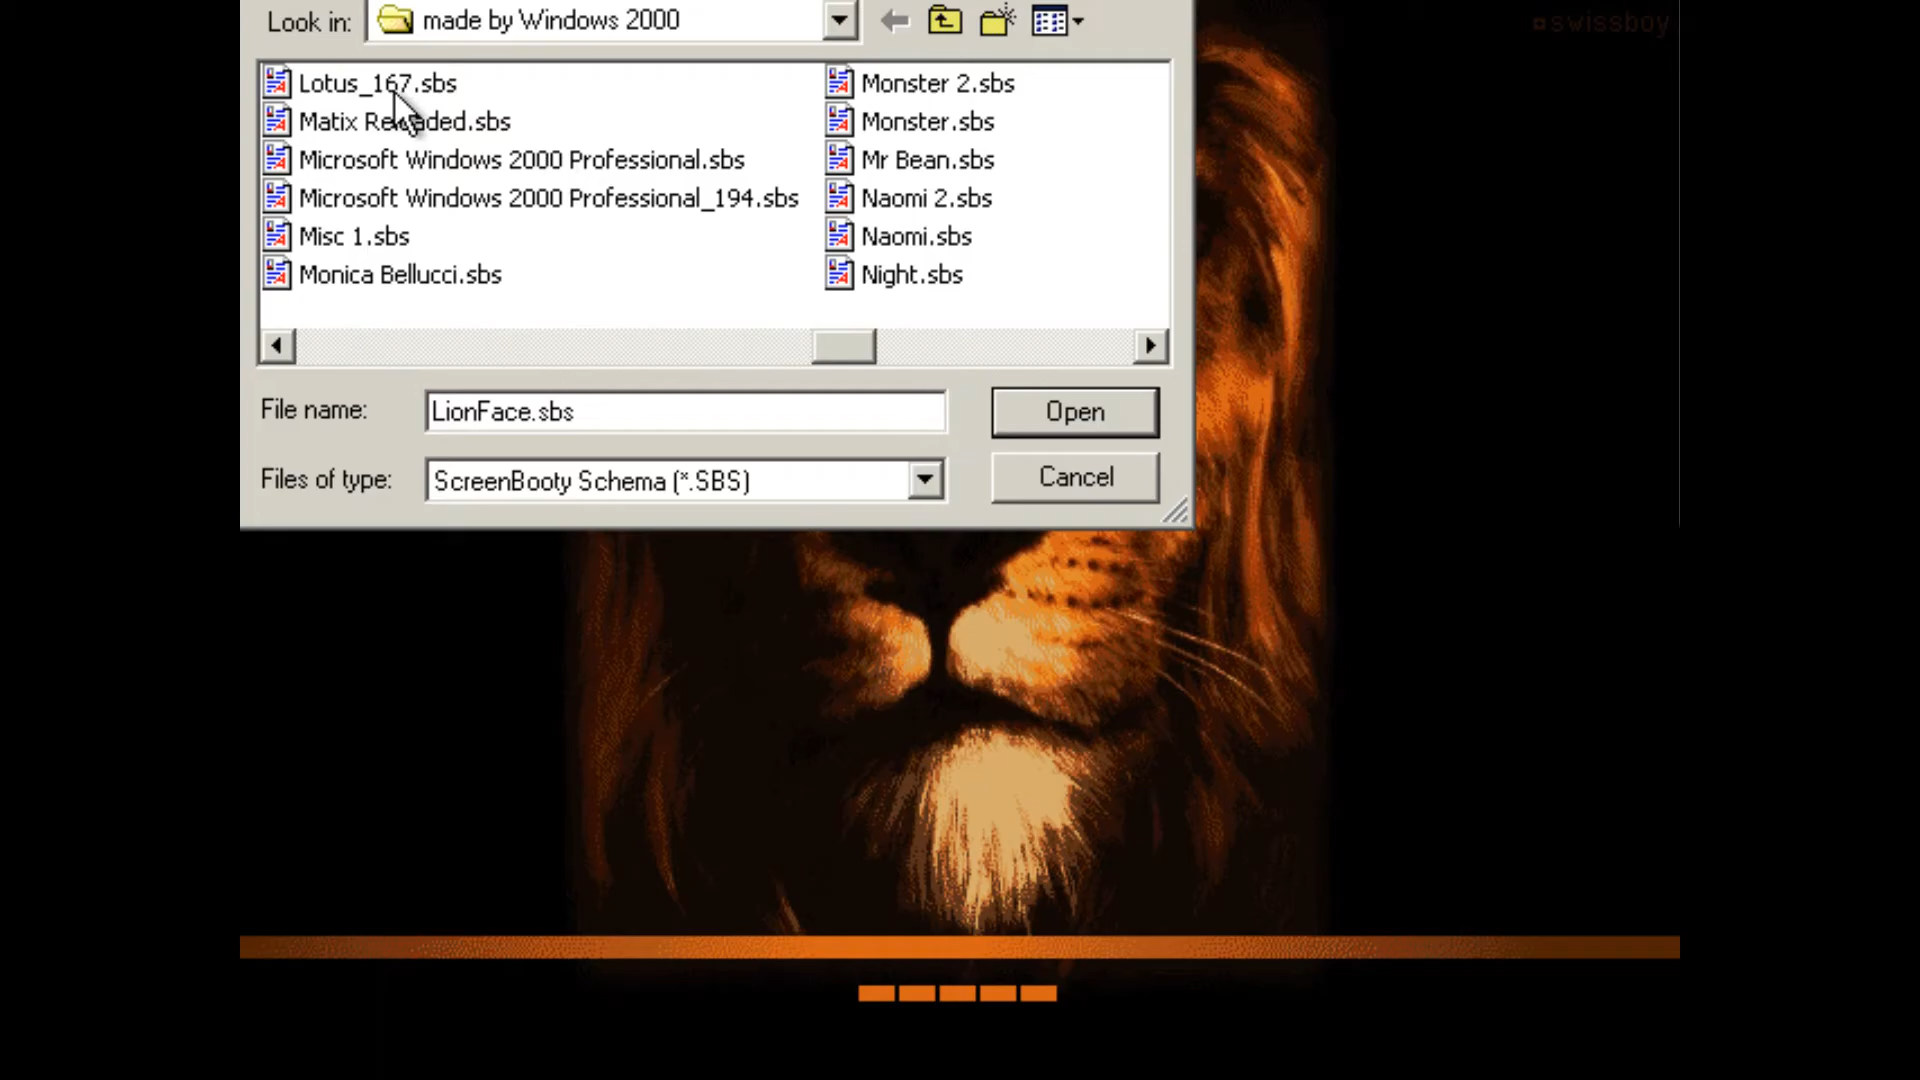 Look in: made by Windows 2000
swissboy
Lotus_167.sbs
Matix Reloaded.sbs
Microsoft Windows 2000 Professional.sbs
Microsoft Windows 2000 Professional_194.sbs
Misc 1.sbs
Monica Bellucci.sbs
Monster 2.sbs
Monster.sbs
Mr Bean.sbs
Naomi 2.sbs
Naomi.sbs
Night.sbs
File name: LionFace.sbs Open
Files of type: ScreenBooty Schema (*.SBS) Cancel